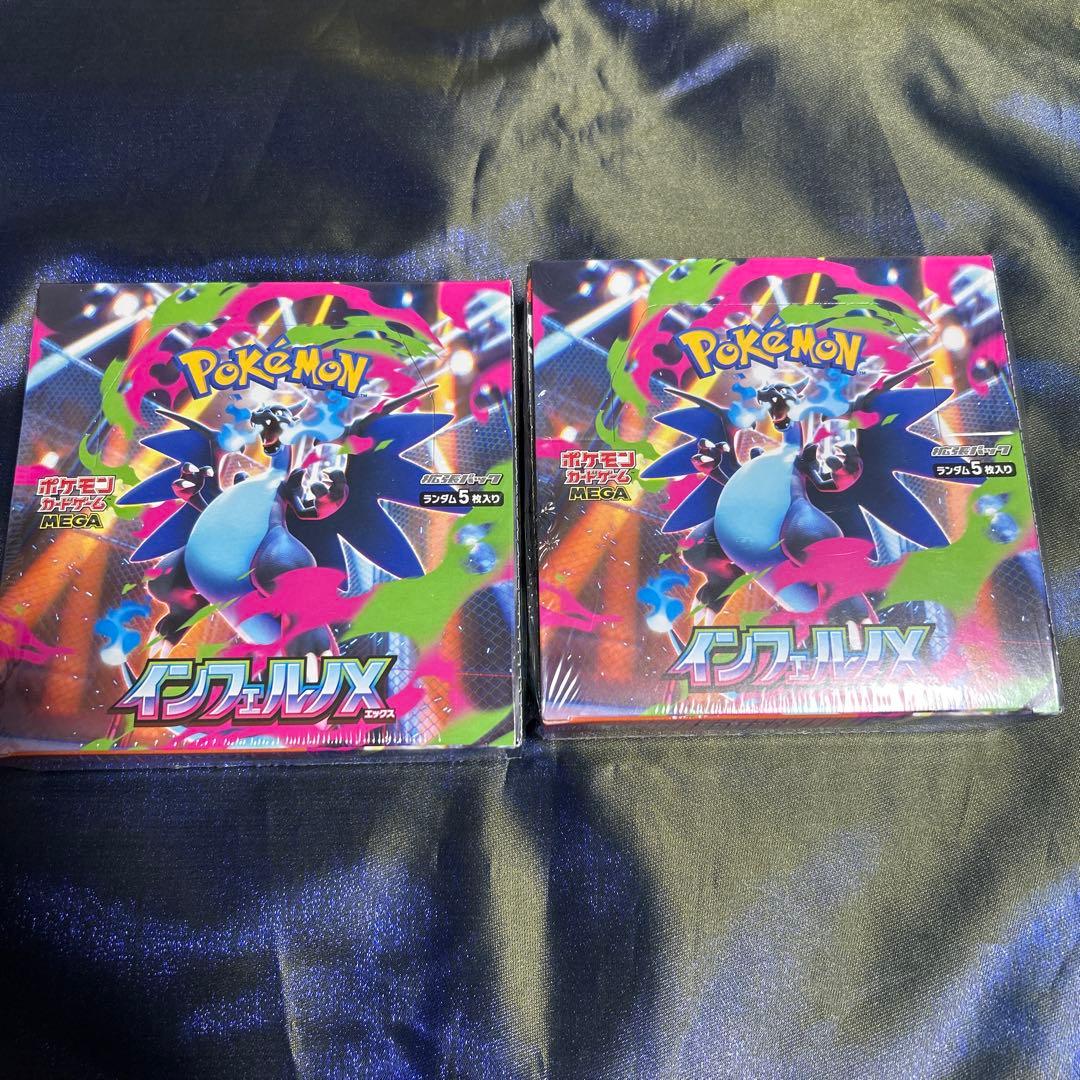 POKÉMON
TM
ポケモン
カードゲーム
MEGA
拡張パック
ランダム5枚入り
インフェルノX
エックス
POKÉMON
TM
ポケモン
カードゲーム
MEGA
拡張パック
ランダム5枚入り
インフェルノX